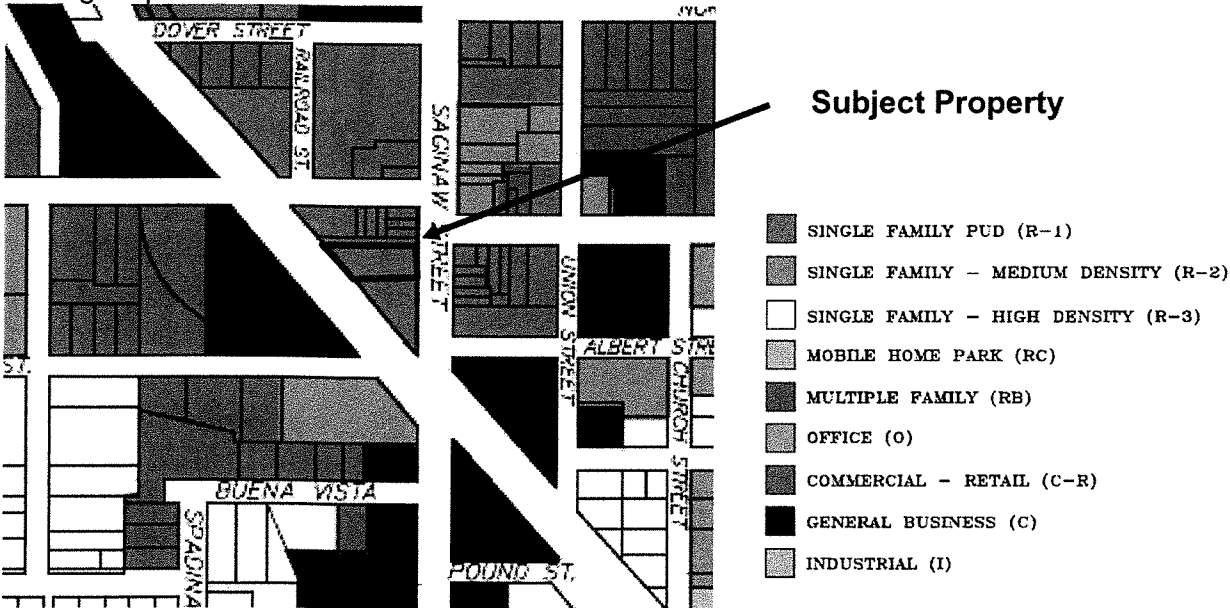 DOVER STREET
RAILROAD ST.
SAGINAW STREET
Subject Property
UNION STREET
ALBERT STRE
CHURCH STREET
ST.
BUENA VISTA
SPADINA
POUND ST.
SINGLE FAMILY PUD (R-1)
SINGLE FAMILY - MEDIUM DENSITY (R-2)
SINGLE FAMILY - HIGH DENSITY (R-3)
MOBILE HOME PARK (RC)
MULTIPLE FAMILY (RB)
OFFICE (O)
COMMERCIAL - RETAIL (C-R)
GENERAL BUSINESS (C)
INDUSTRIAL (I)